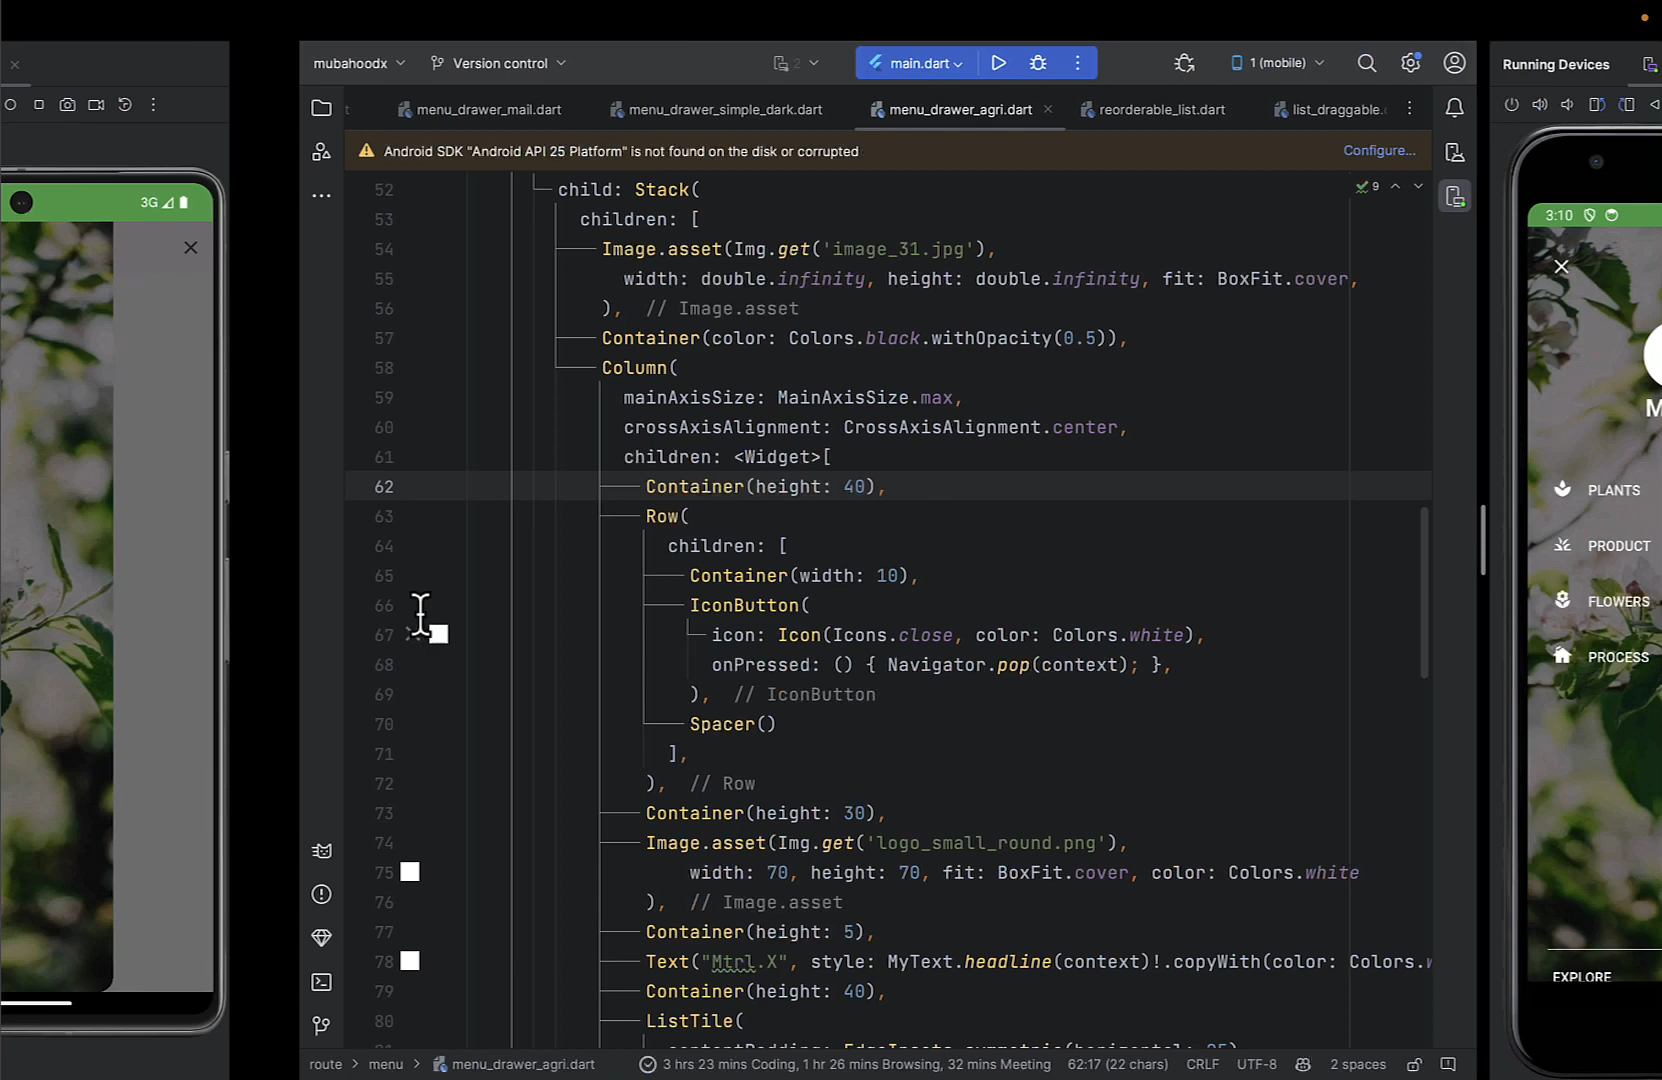 mubahoodx
Version control
2
main.dart
1 (mobile)
Running Devices
menu_drawer_mail.dart
menu_drawer_simple_dark.dart
menu_drawer_agri.dart
reorderable_list.dart
list_draggable.
Android SDK "Android API 25 Platform" is not found on the disk or corrupted
Configure...
9
52 child: Stack(
53 children: [
54 Image.asset(Img.get('image_31.jpg'),
55 width: double.infinity, height: double.infinity, fit: BoxFit.cover,
56 ), // Image.asset
57 Container(color: Colors.black.withOpacity(0.5)),
58 Column(
59 mainAxisSize: MainAxisSize.max,
60 crossAxisAlignment: CrossAxisAlignment.center,
61 children: <Widget>[
62 Container(height: 40),
63 Row(
64 children: [
65 Container(width: 10),
66 IconButton(
67 icon: Icon(Icons.close, color: Colors.white),
68 onPressed: () { Navigator.pop(context); },
69 ), // IconButton
70 Spacer()
71 ],
72 ), // Row
73 Container(height: 30),
74 Image.asset(Img.get('logo_small_round.png'),
75 width: 70, height: 70, fit: BoxFit.cover, color: Colors.white
76 ), // Image.asset
77 Container(height: 5),
78 Text("Mtrl.X", style: MyText.headline(context)!.copyWith(color: Colors.w
79 Container(height: 40),
80 ListTile(
3G
3:10
M
PLANTS
PRODUCT
FLOWERS
PROCESS
EXPLORE
route > menu > menu_drawer_agri.dart
3 hrs 23 mins Coding, 1 hr 26 mins Browsing, 32 mins Meeting
62:17 (22 chars)
CRLF
UTF-8
2 spaces